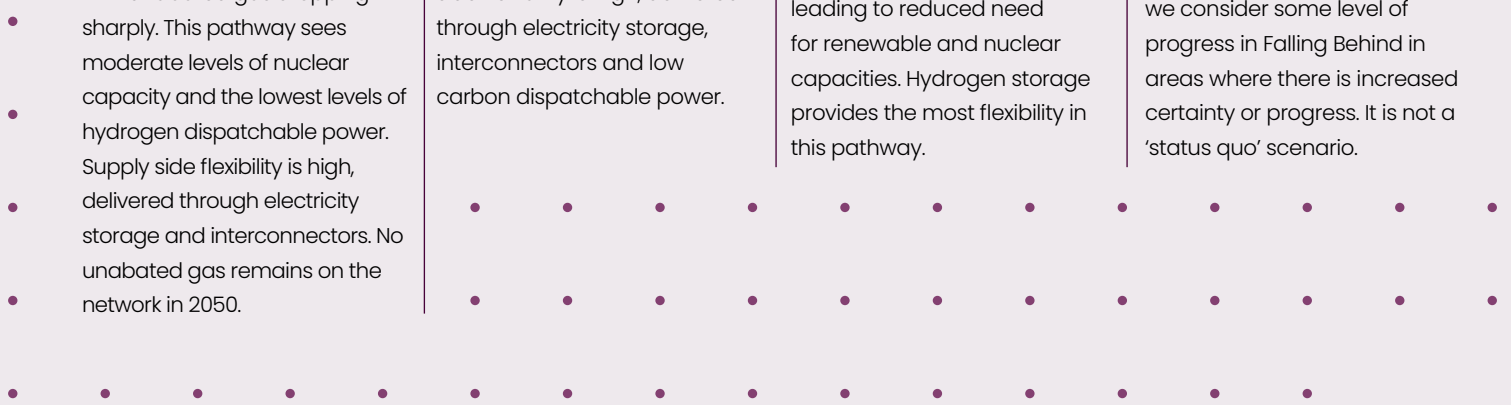 sharply. This pathway sees
moderate levels of nuclear
capacity and the lowest levels of
hydrogen dispatchable power.
Supply side flexibility is high,
delivered through electricity
storage and interconnectors. No
unabated gas remains on the
network in 2050.
through electricity storage,
interconnectors and low
carbon dispatchable power.
leading to reduced need
for renewable and nuclear
capacities. Hydrogen storage
provides the most flexibility in
this pathway.
we consider some level of
progress in Falling Behind in
areas where there is increased
certainty or progress. It is not a
‘status quo’ scenario.